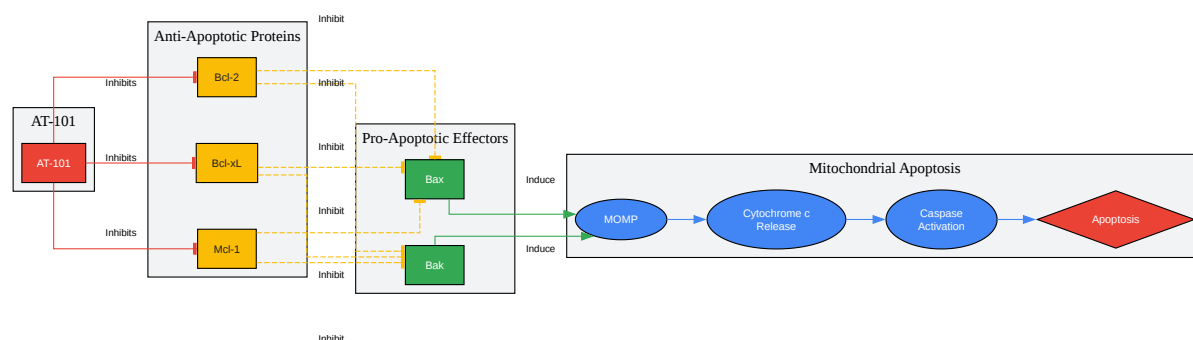 Inhibit
Anti-Apoptotic Proteins
Bcl-2
Inhibits
Inhibit
AT-101
Pro-Apoptotic Effectors
Inhibit
AT-101
Inhibits
Bcl-xL
Bax
Induce
Mitochondrial Apoptosis
Inhibit
MOMP
Cytochrome c
Release
Caspase
Activation
Apoptosis
Inhibits
Mcl-1
Induce
Bak
Inhibit
Inhibit